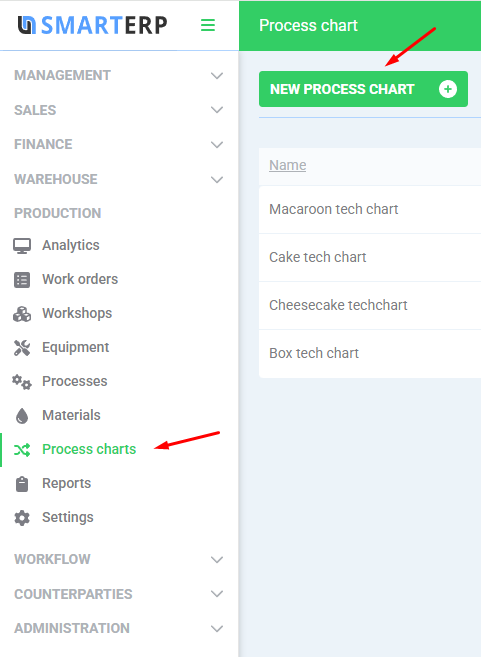 SMARTERP
Process chart
MANAGEMENT
SALES
FINANCE
WAREHOUSE
PRODUCTION
Analytics
Work orders
Workshops
Equipment
Processes
Materials
Process charts
Reports
Settings
WORKFLOW
COUNTERPARTIES
ADMINISTRATION
NEW PROCESS CHART
Name
Macaroon tech chart
Cake tech chart
Cheesecake techchart
Box tech chart